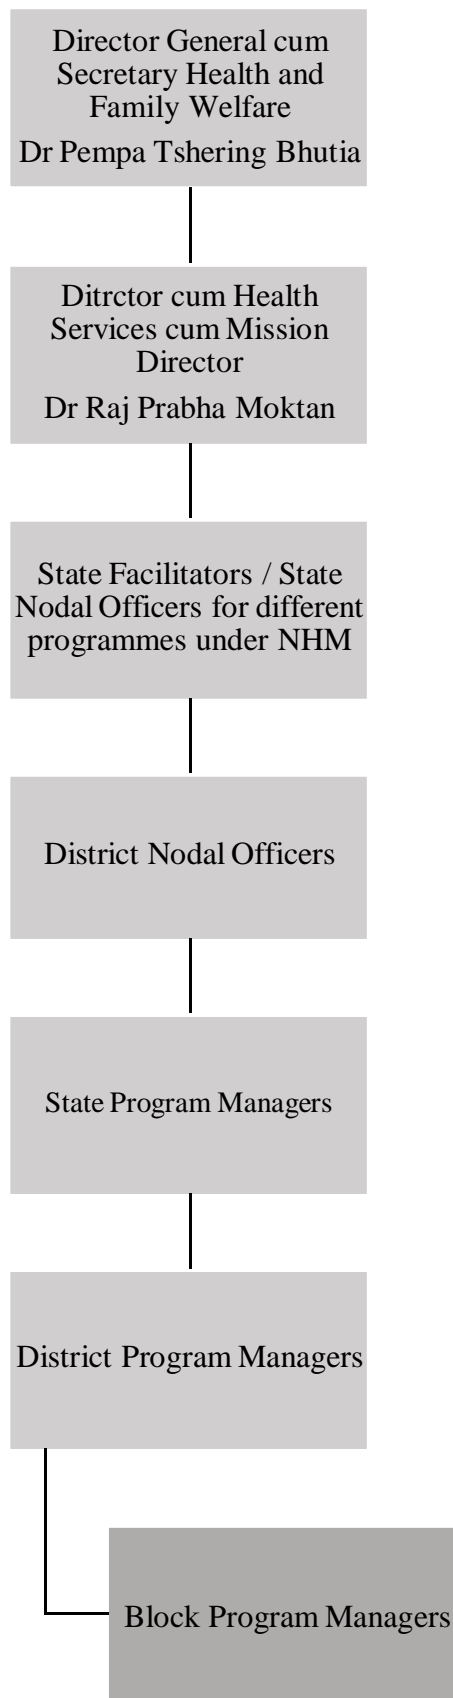 Director General cum
Secretary Health and
Family Welfare
Dr Pempa Tshering Bhutia
Ditrctor cum Health
Services cum Mission
Director
Dr Raj Prabha Moktan
State Facilitators / State
Nodal Officers for different
programmes under NHM
District Nodal Officers
State Program Managers
District Program Managers
Block Program Managers